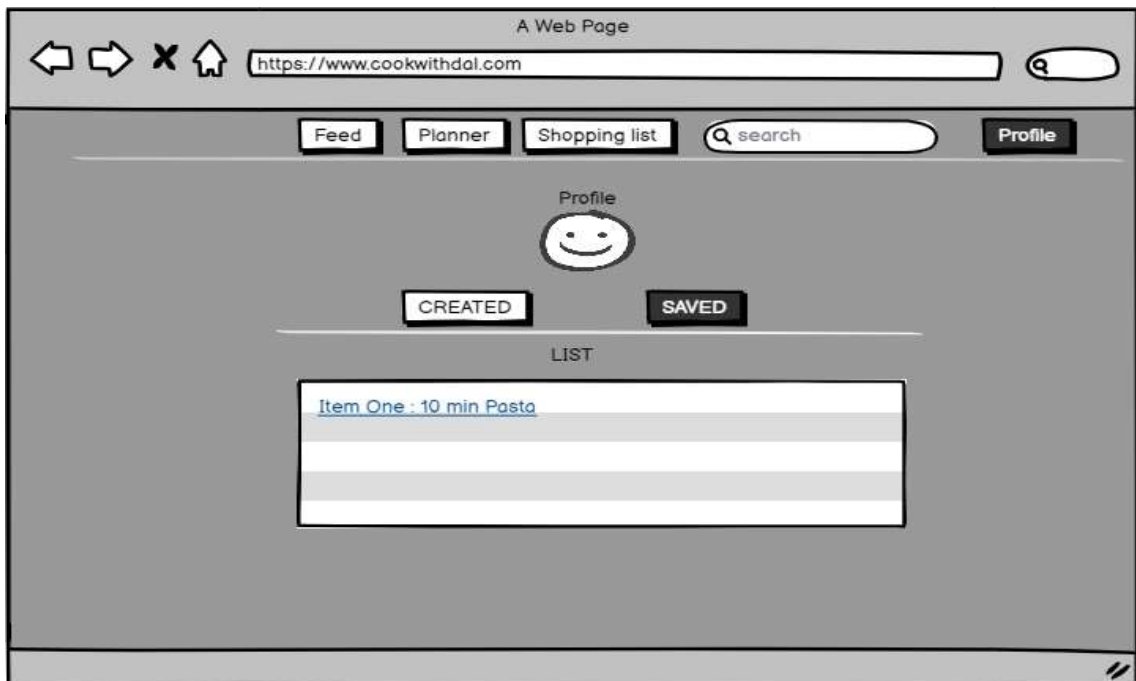 A Web Page
https://www.cookwithdal.com
Feed Planner Shopping list search Profile
Profile
CREATED SAVED
LIST
Item One : 10 min Pasta